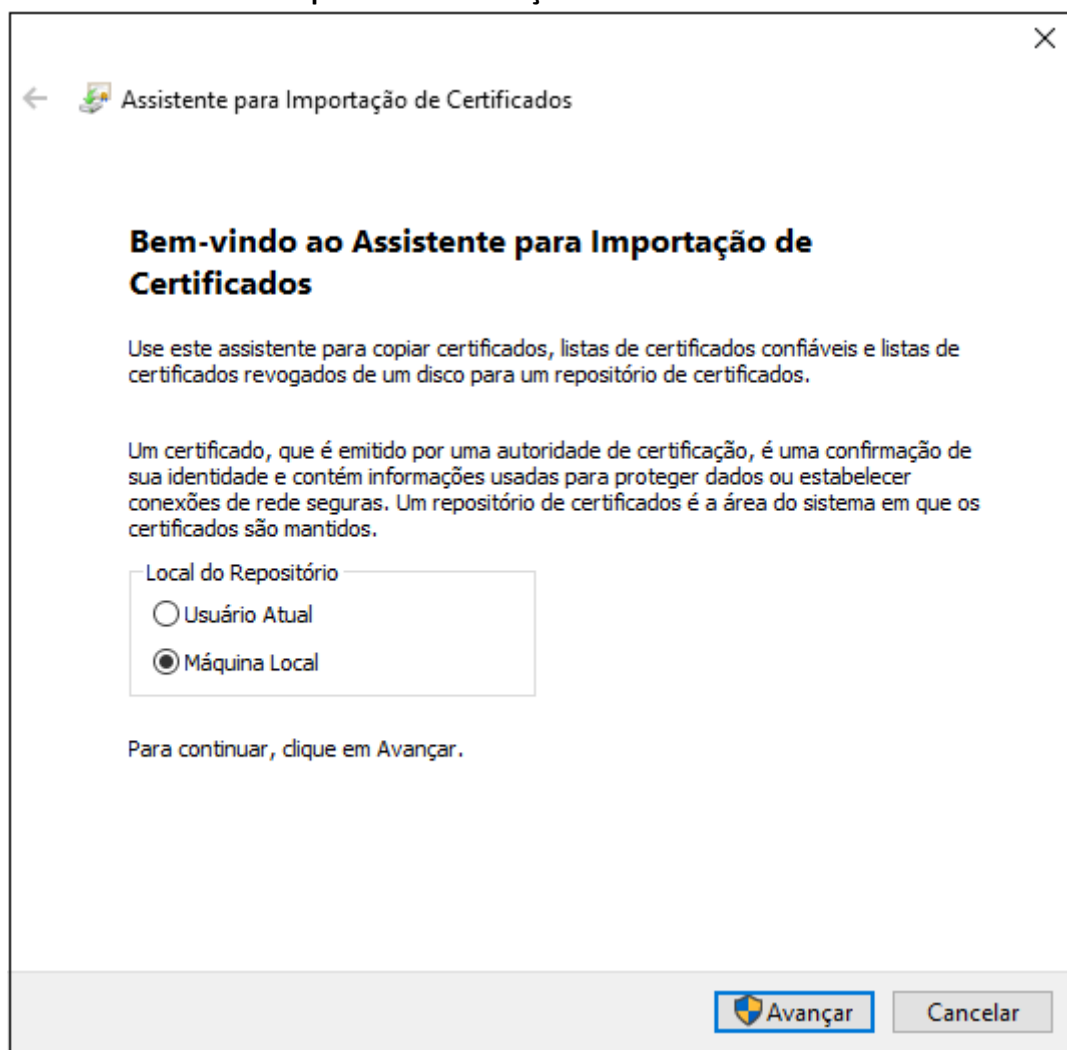 Assistente para Importação de Certificados
Bem-vindo ao Assistente para Importação de
Certificados
Use este assistente para copiar certificados, listas de certificados confiáveis e listas de
certificados revogados de um disco para um repositório de certificados.
Um certificado, que é emitido por uma autoridade de certificação, é uma confirmação de
sua identidade e contém informações usadas para proteger dados ou estabelecer
conexões de rede seguras. Um repositório de certificados é a área do sistema em que os
certificados são mantidos.
Local do Repositório
Usuário Atual
Máquina Local
Para continuar, clique em Avançar.
Avançar
Cancelar